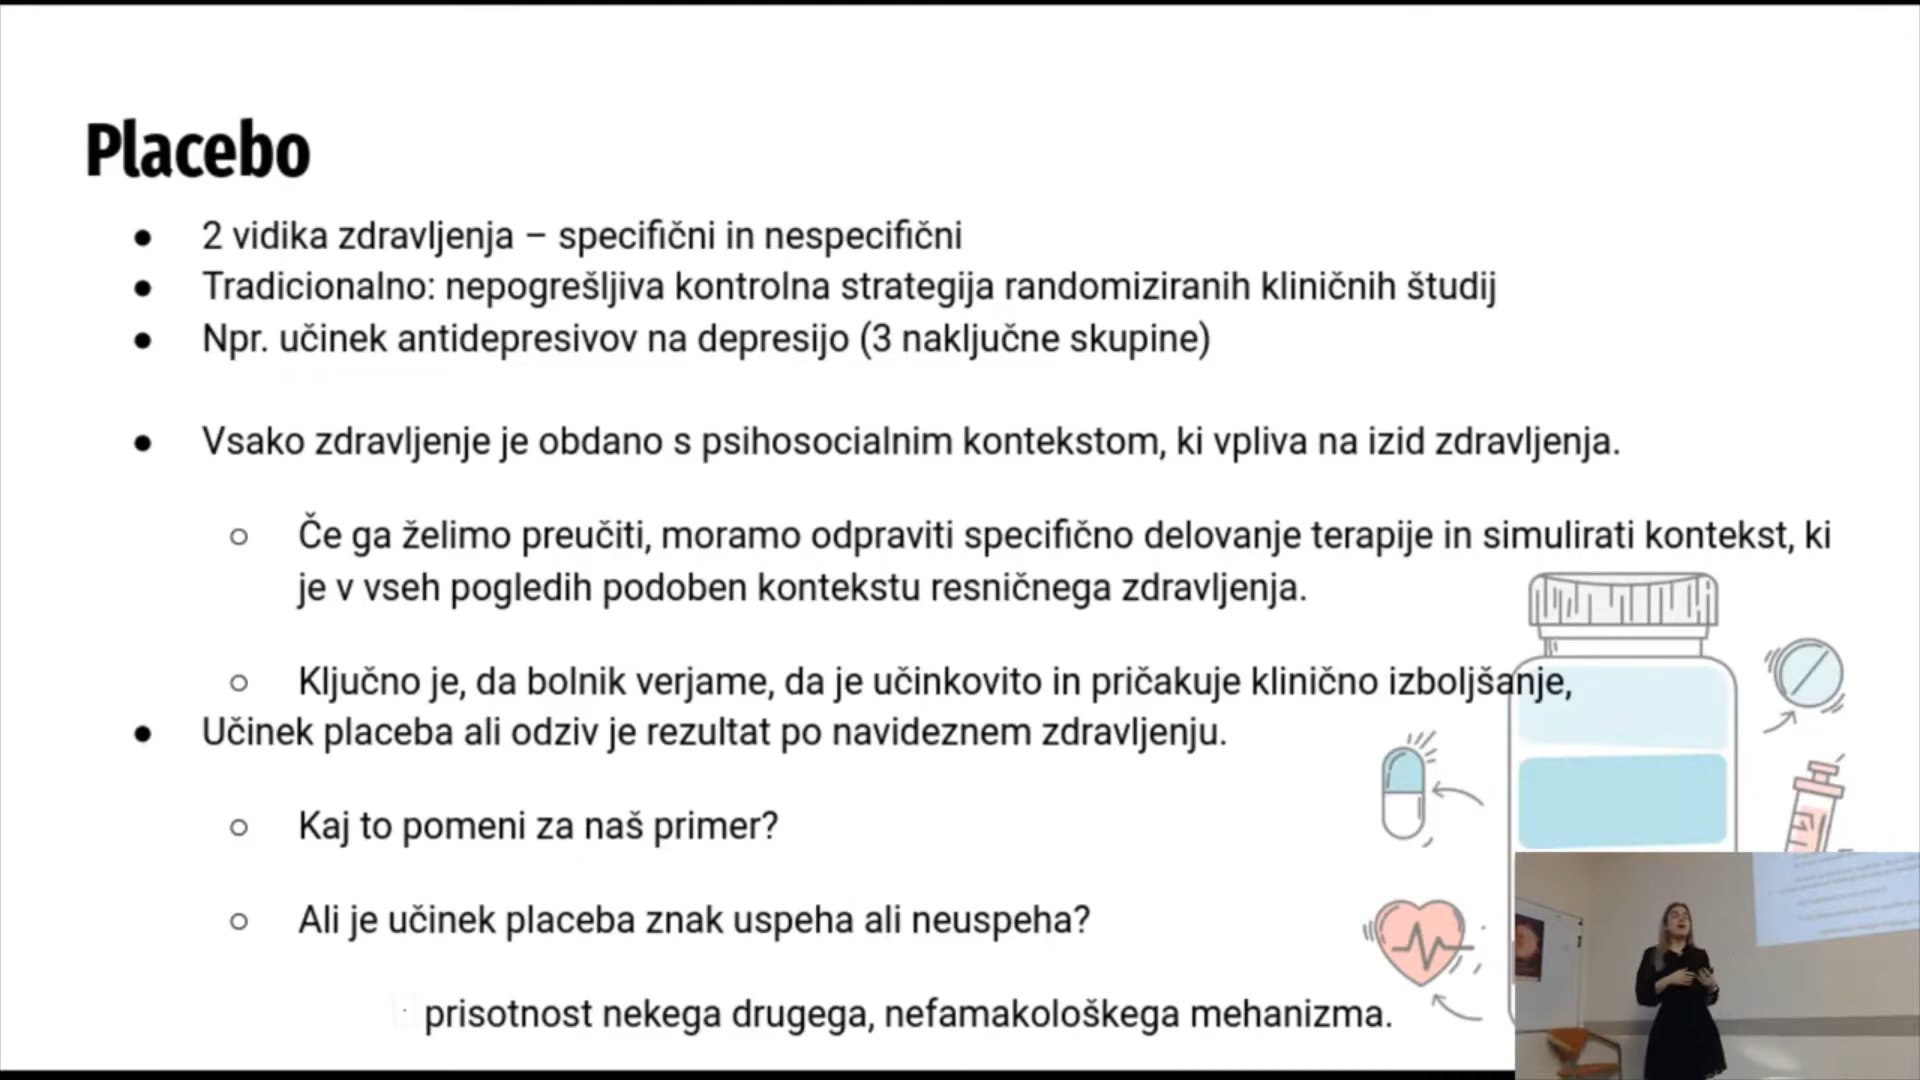 Placebo
● 2 vidika zdravljenja – specifični in nespecifični
● Tradicionalno: nepogrešljiva kontrolna strategija randomiziranih kliničnih študij
● Npr. učinek antidepresivov na depresijo (3 naključne skupine)
● Vsako zdravljenje je obdano s psihosocialnim kontekstom, ki vpliva na izid zdravljenja.
○ Če ga želimo preučiti, moramo odpraviti specifično delovanje terapije in simulirati kontekst, ki
je v vseh pogledih podoben kontekstu resničnega zdravljenja.
○ Ključno je, da bolnik verjame, da je učinkovito in pričakuje klinično izboljšanje,
● Učinek placeba ali odziv je rezultat po navideznem zdravljenju.
○ Kaj to pomeni za naš primer?
○ Ali je učinek placeba znak uspeha ali neuspeha?
prisotnost nekega drugega, nefamakološkega mehanizma.